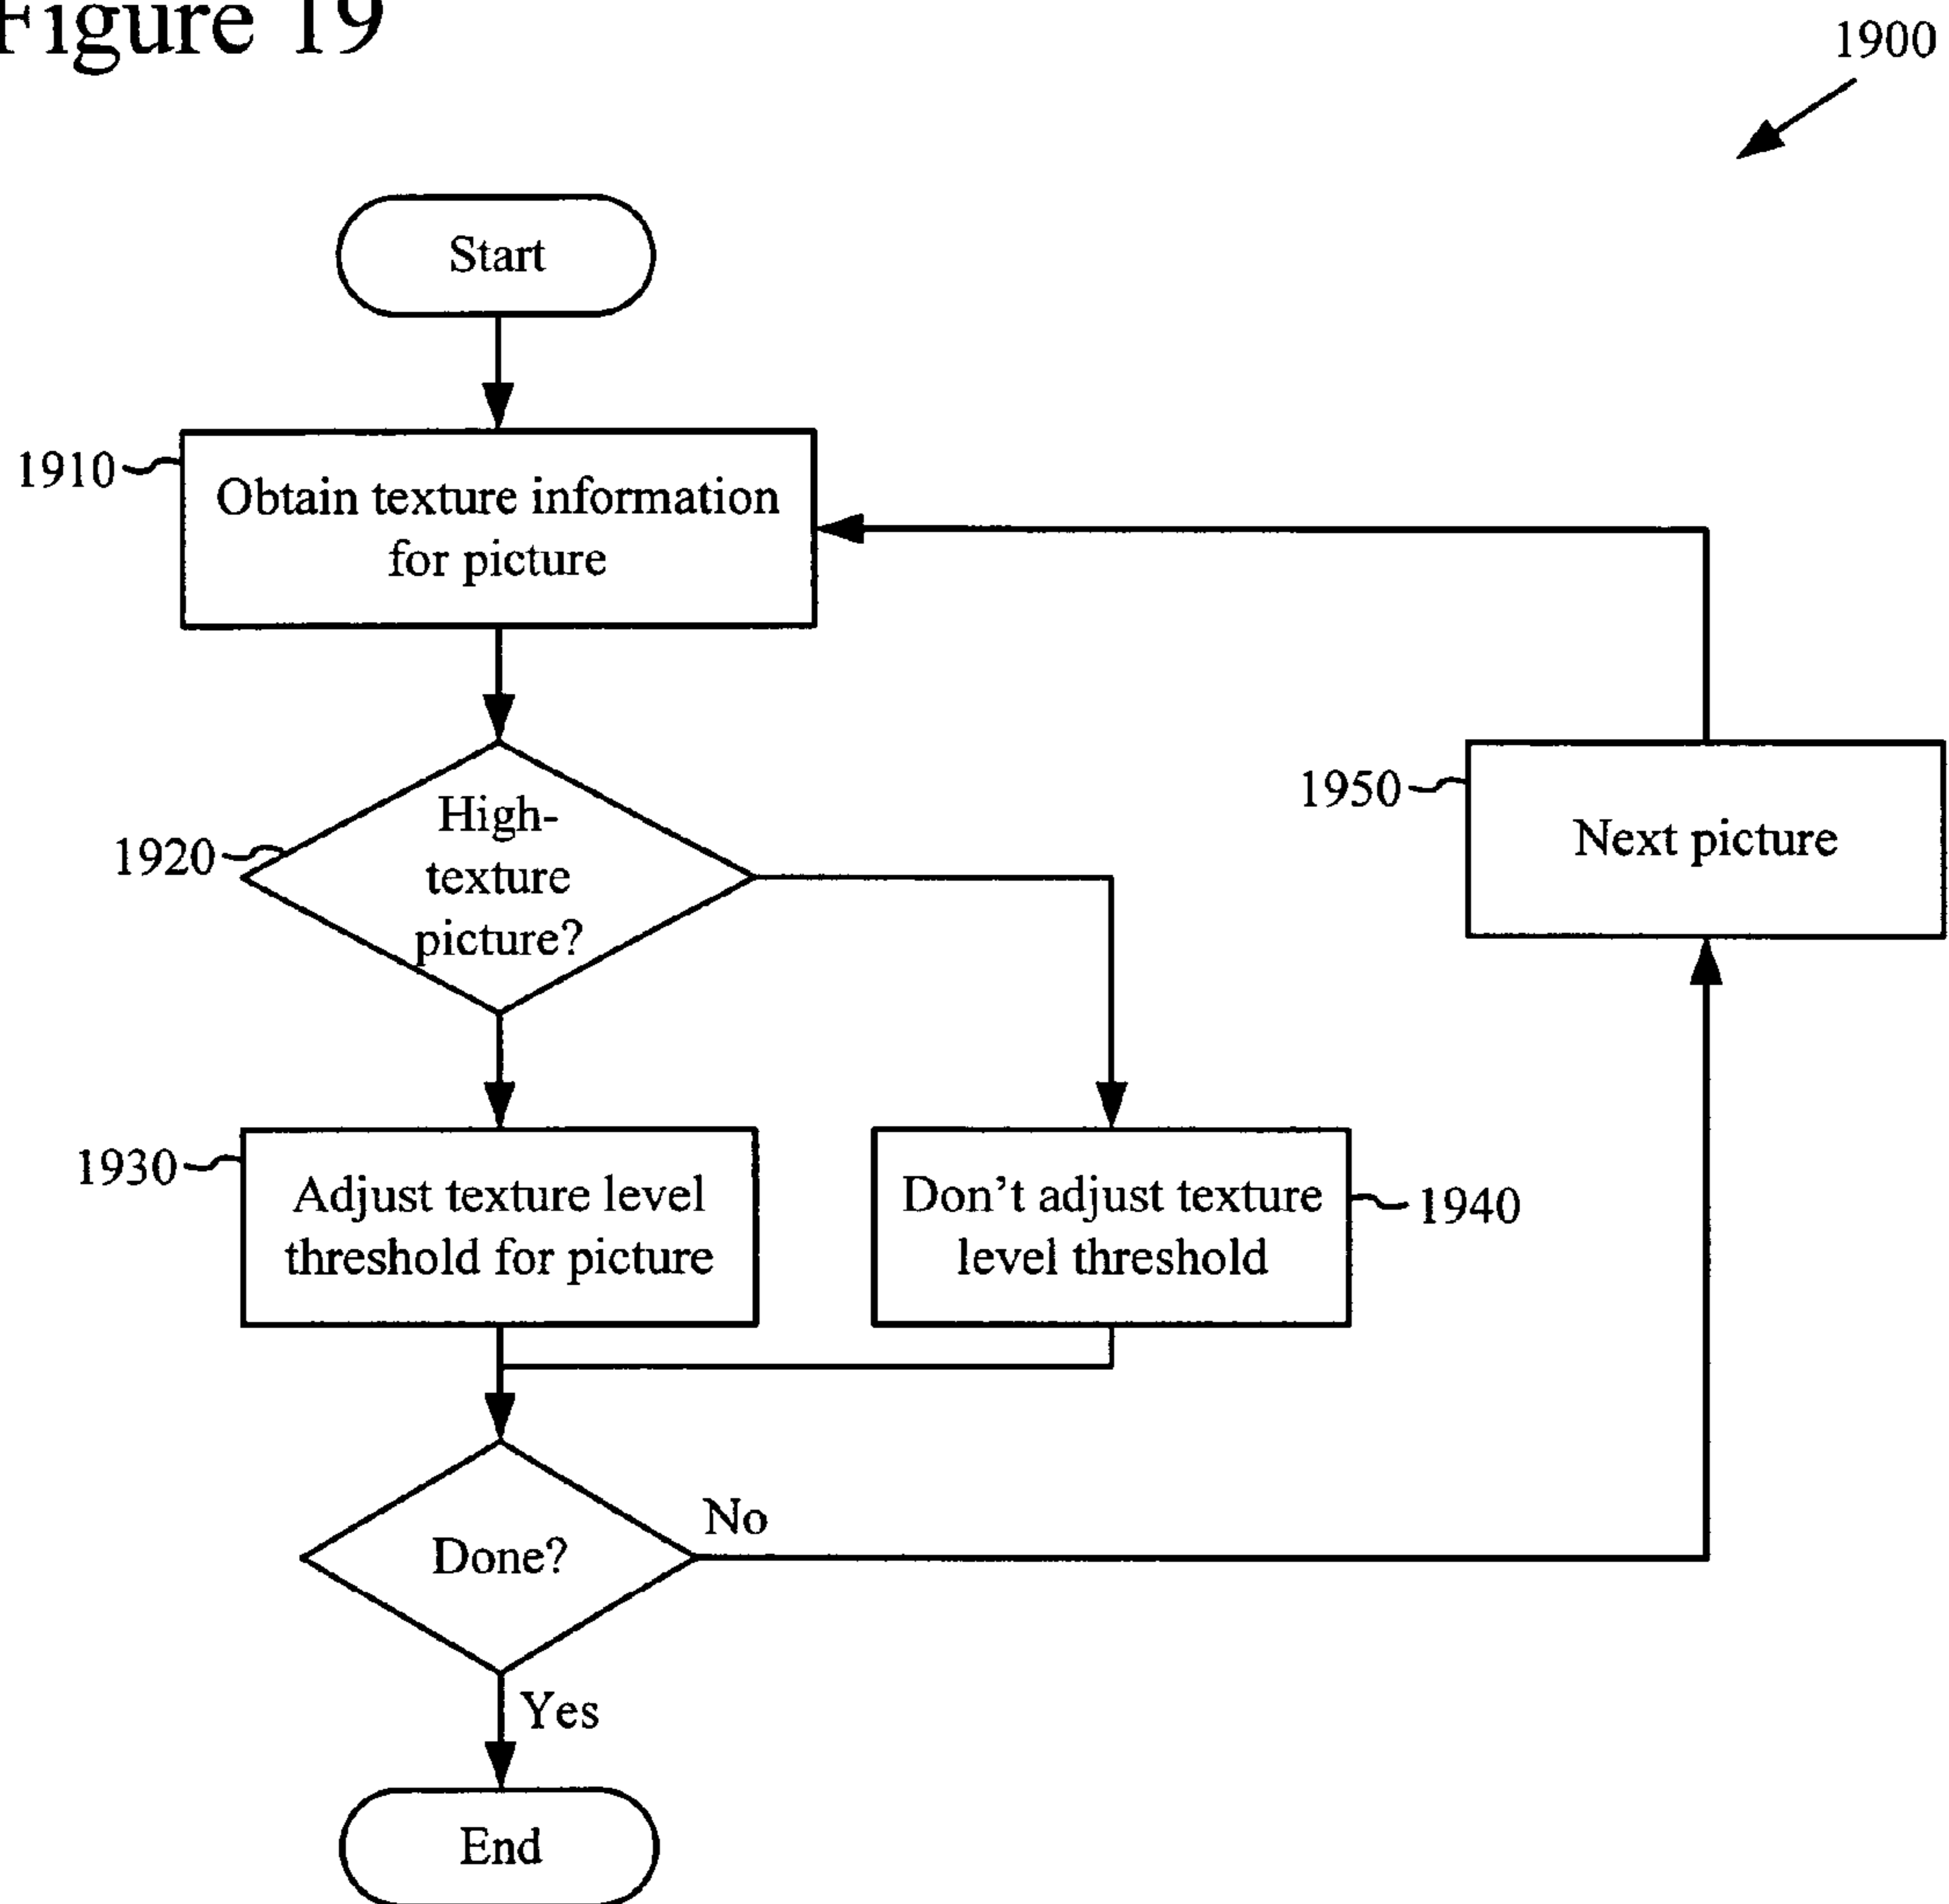 Figure 19
1900
Start
1910
Obtain texture information
for picture
1920
High-
texture
picture?
1950
Next picture
1930
Adjust texture level
threshold for picture
Don't adjust texture
level threshold
1940
Done?
No
Yes
End